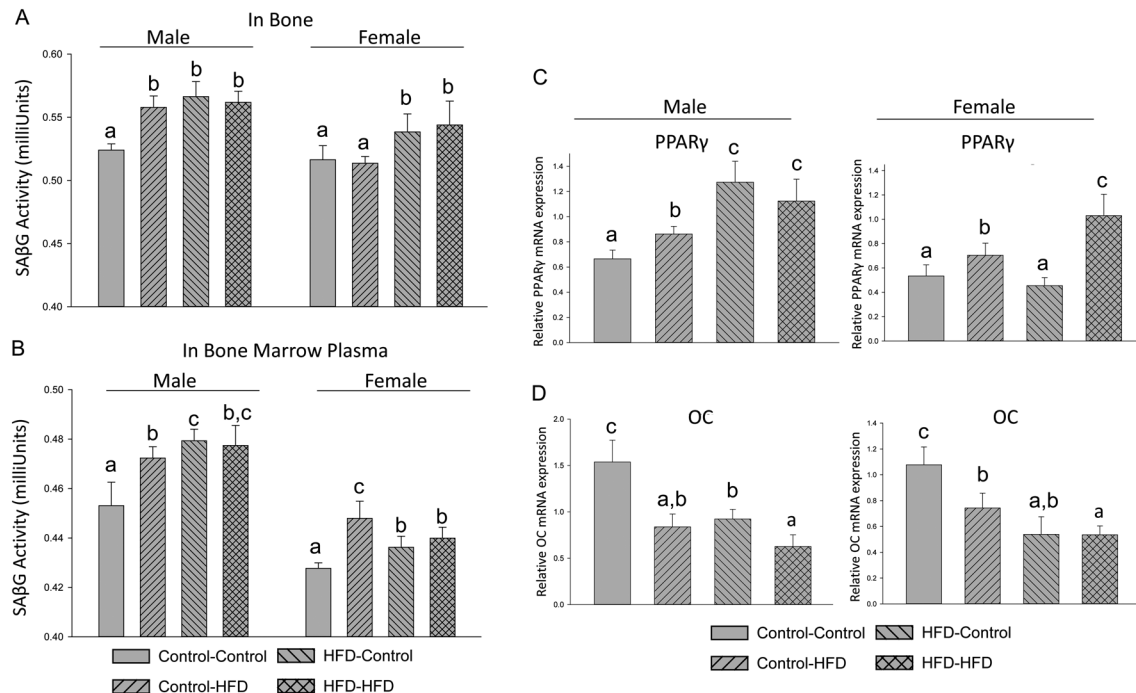 A
In Bone
Male Female
SAβG Activity (milliUnits)
0.60
0.55
0.50
0.45
0.40
a b b b a a b b
B
In Bone Marrow Plasma
Male Female
SAβG Activity (milliUnits)
0.50
0.48
0.46
0.44
0.42
0.40
a b c b,c a c b b
Control-Control HFD-Control
Control-HFD HFD-HFD
C
Male Female
PPARγ PPARγ
Relative PPARγ mRNA expression
1.4
1.2
1.0
0.8
0.6
0.4
0.2
0.0
a b c c
Relative PPARγ mRNA expression
1.4
1.2
1.0
0.8
0.6
0.4
0.2
0.0
a b a c
D
OC OC
Relative OC mRNA expression
2.0
1.5
1.0
0.5
0.0
c a,b b a
Relative OC mRNA expression
1.4
1.2
1.0
0.8
0.6
0.4
0.2
0.0
c b a,b a
Control-Control HFD-Control
Control-HFD HFD-HFD